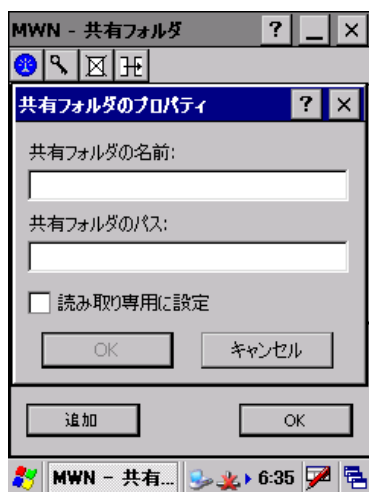 MWN - 共有フォルダ ? _ ×
共有フォルダのプロパティ ? ×
共有フォルダの名前:
共有フォルダのパス:
読み取り専用に設定
OK キャンセル
追加 OK
MWN - 共有... 6:35